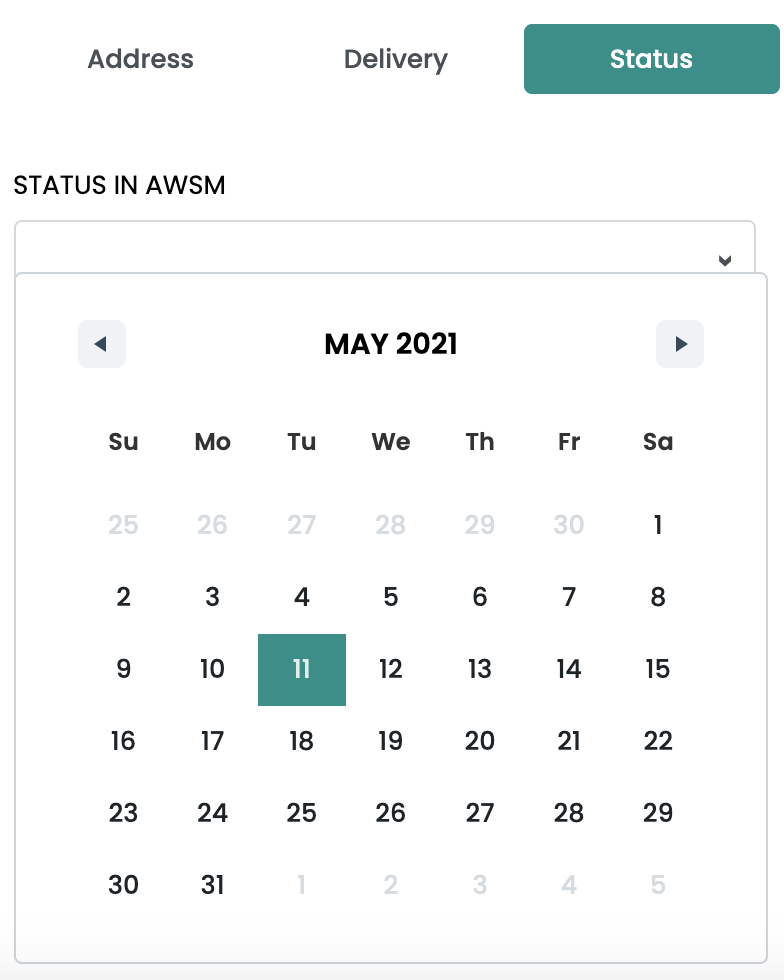 Address Delivery Status
STATUS IN AWSM
MAY 2021
Su Mo Tu We Th Fr Sa
25 26 27 28 29 30 1
2 3 4 5 6 7 8
9 10 11 12 13 14 15
16 17 18 19 20 21 22
23 24 25 26 27 28 29
30 31 1 2 3 4 5